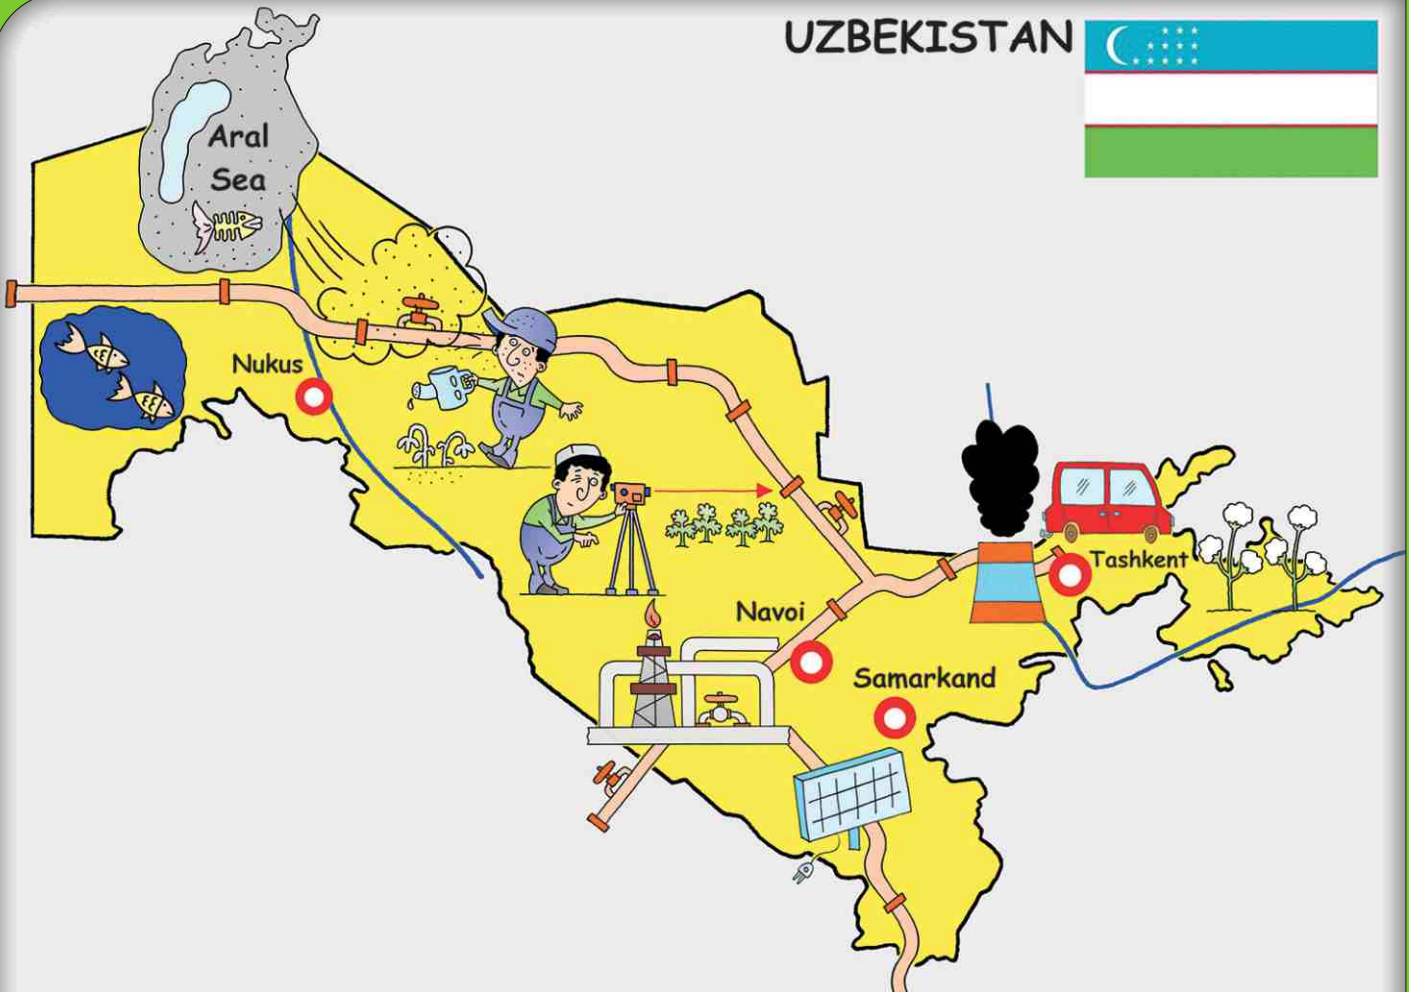 UZBEKISTAN
Aral
Sea
Nukus
Tashkent
Navoi
Samarkand